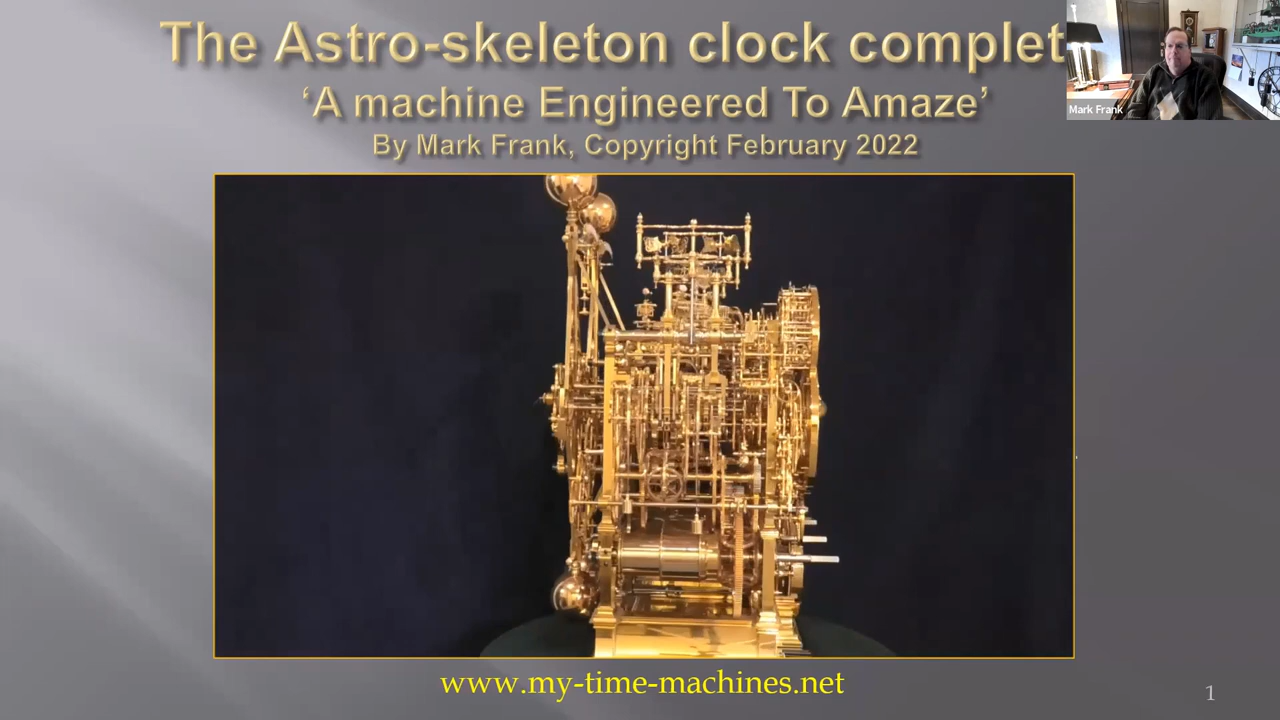 The Astro-skeleton clock complet
‘A machine Engineered To Amaze’
By Mark Frank, Copyright February 2022
Mark Frank
www.my-time-machines.net
1